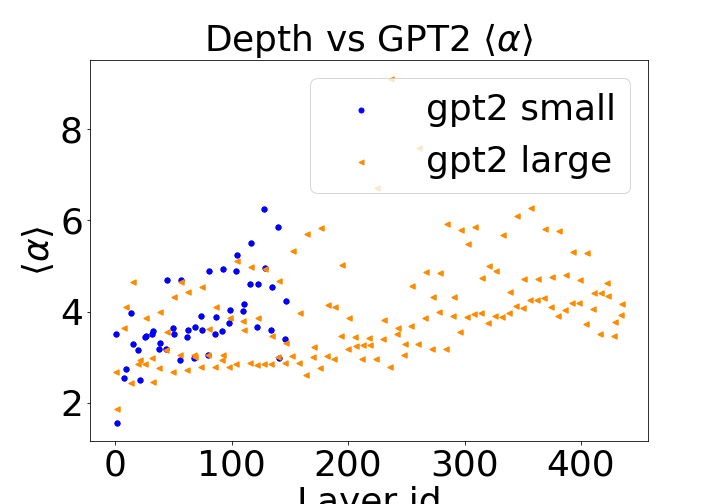 Depth vs GPT2 ⟨α⟩
⟨α⟩
8
6
4
2
gpt2 small
gpt2 large
0 100 200 300 400
Layer id